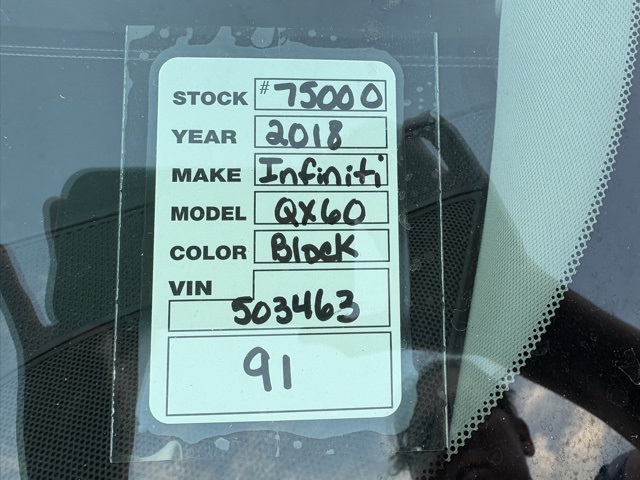 STOCK #75000
YEAR 2018
MAKE Infiniti
MODEL QX60
COLOR Black
VIN
503463
91